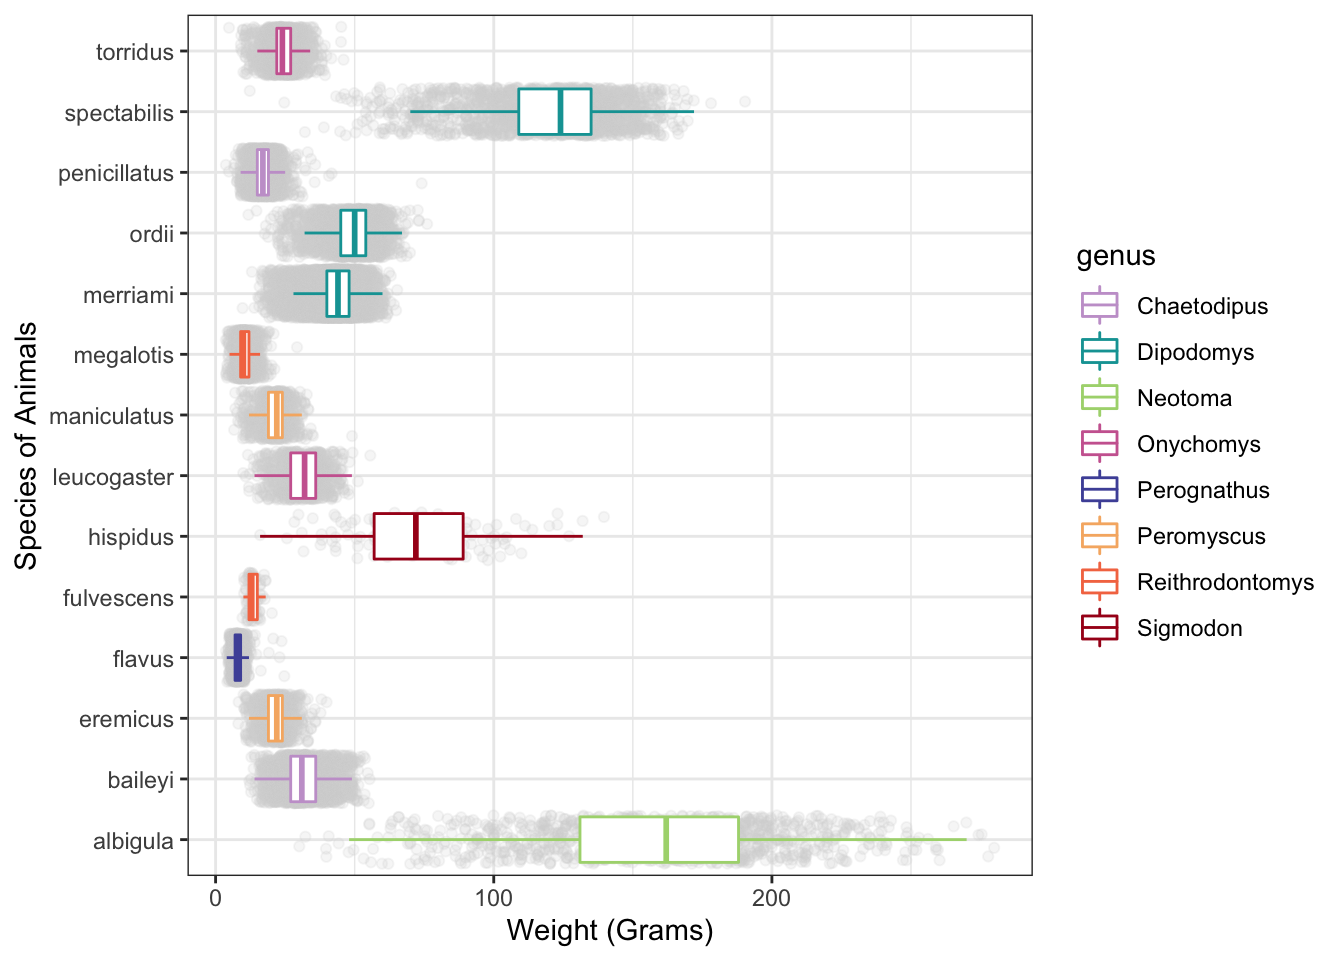 Species of Animals
torridus
spectabilis
penicillatus
ordii
merriami
megalotis
maniculatus
leucogaster
hispidus
fulvescens
flavus
eremicus
baileyi
albigula
0 100 200
Weight (Grams)
genus
Chaetodipus
Dipodomys
Neotoma
Onychomys
Perognathus
Peromyscus
Reithrodontomys
Sigmodon